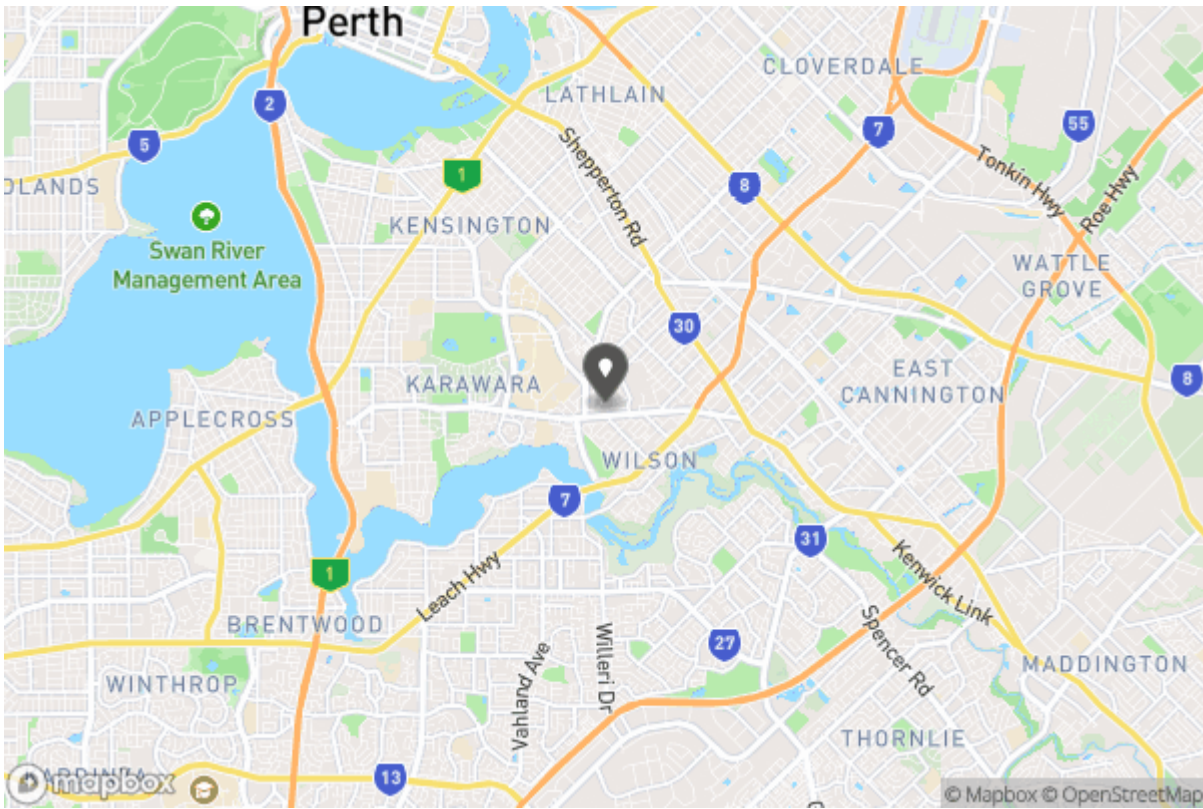 Perth
CLOVERDALE
LATHLAIN
2
55
7
5
1
8
Tonkin Hwy
Roe Hwy
DLANDS
Shepperton Rd
KENSINGTON
Swan River
Management Area
WATTLE
GROVE
30
EAST
CANNINGTON
8
KARAWARA
APPLECROSS
WILSON
7
31
Kenwick Link
1
Leach Hwy
BRENTWOOD
Willeri Dr
Vahland Ave
27
Spencer Rd
MADDINGTON
WINTHROP
THORNLIE
13
mapbox
© Mapbox © OpenStreetMap